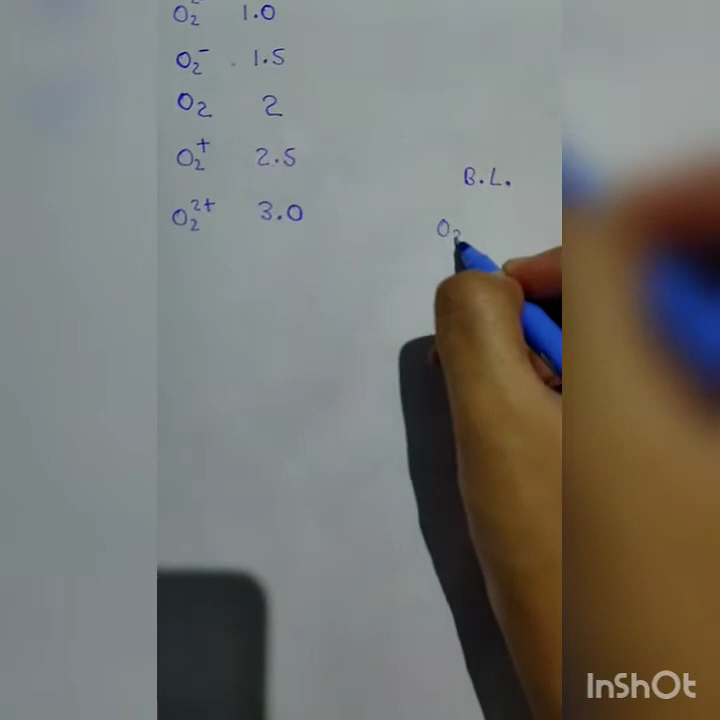 O₂²⁻ 1.0
O₂⁻ 1.5
O₂ 2
O₂⁺ 2.5
O₂²⁺ 3.0
B.L.
O₂
InShOt